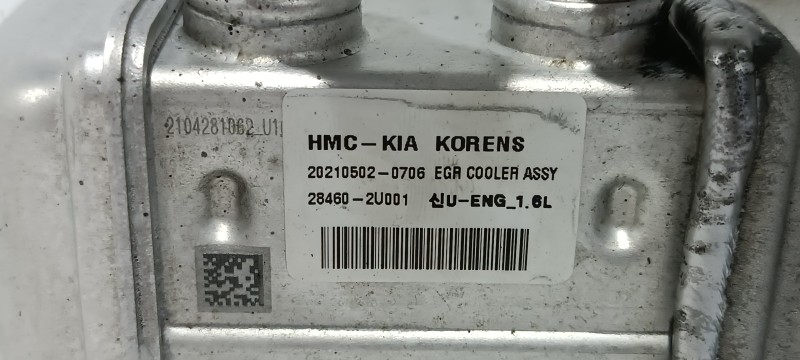 2104281062_U1
HMC-KIA KORENS
20210502-0706 EGR COOLER ASSY
28460-2U001 신U-ENG_1.6L